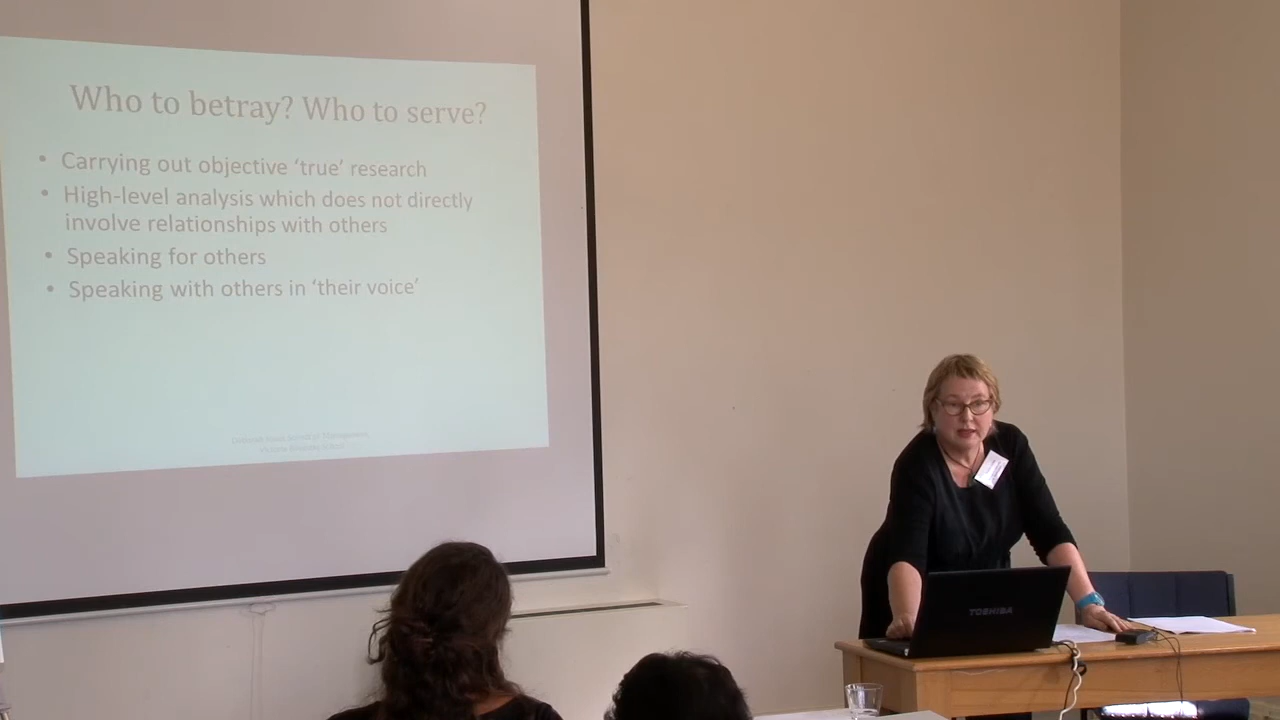 Who to betray? Who to serve?
• Carrying out objective ‘true’ research
• High-level analysis which does not directly
involve relationships with others
• Speaking for others
• Speaking with others in ‘their voice’
TOSHIBA